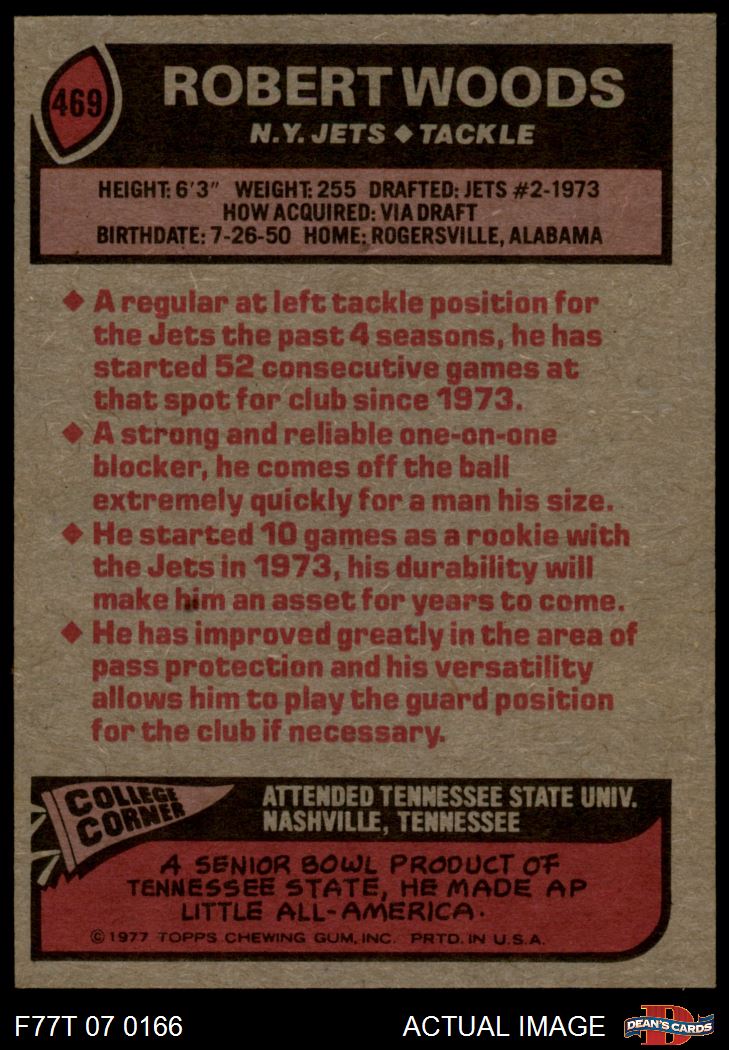 469
ROBERT WOODS
N.Y. JETS ◆ TACKLE
HEIGHT: 6'3" WEIGHT: 255 DRAFTED: JETS #2-1973
HOW ACQUIRED: VIA DRAFT
BIRTHDATE: 7-26-50 HOME: ROGERSVILLE, ALABAMA
◆ A regular at left tackle position for
the Jets the past 4 seasons, he has
started 52 consecutive games at
that spot for club since 1973.
◆ A strong and reliable one-on-one
blocker, he comes off the ball
extremely quickly for a man his size.
◆ He started 10 games as a rookie with
the Jets in 1973, his durability will
make him an asset for years to come.
◆ He has improved greatly in the area of
pass protection and his versatility
allows him to play the guard position
for the club if necessary.
COLLEGE
CORNER
ATTENDED TENNESSEE STATE UNIV.
NASHVILLE, TENNESSEE
A SENIOR BOWL PRODUCT OF
TENNESSEE STATE, HE MADE AP
LITTLE ALL-AMERICA.
© 1977 TOPPS CHEWING GUM, INC. PRTD. IN U.S.A.
F77T 07 0166
ACTUAL IMAGE
D
DEAN'S CARDS